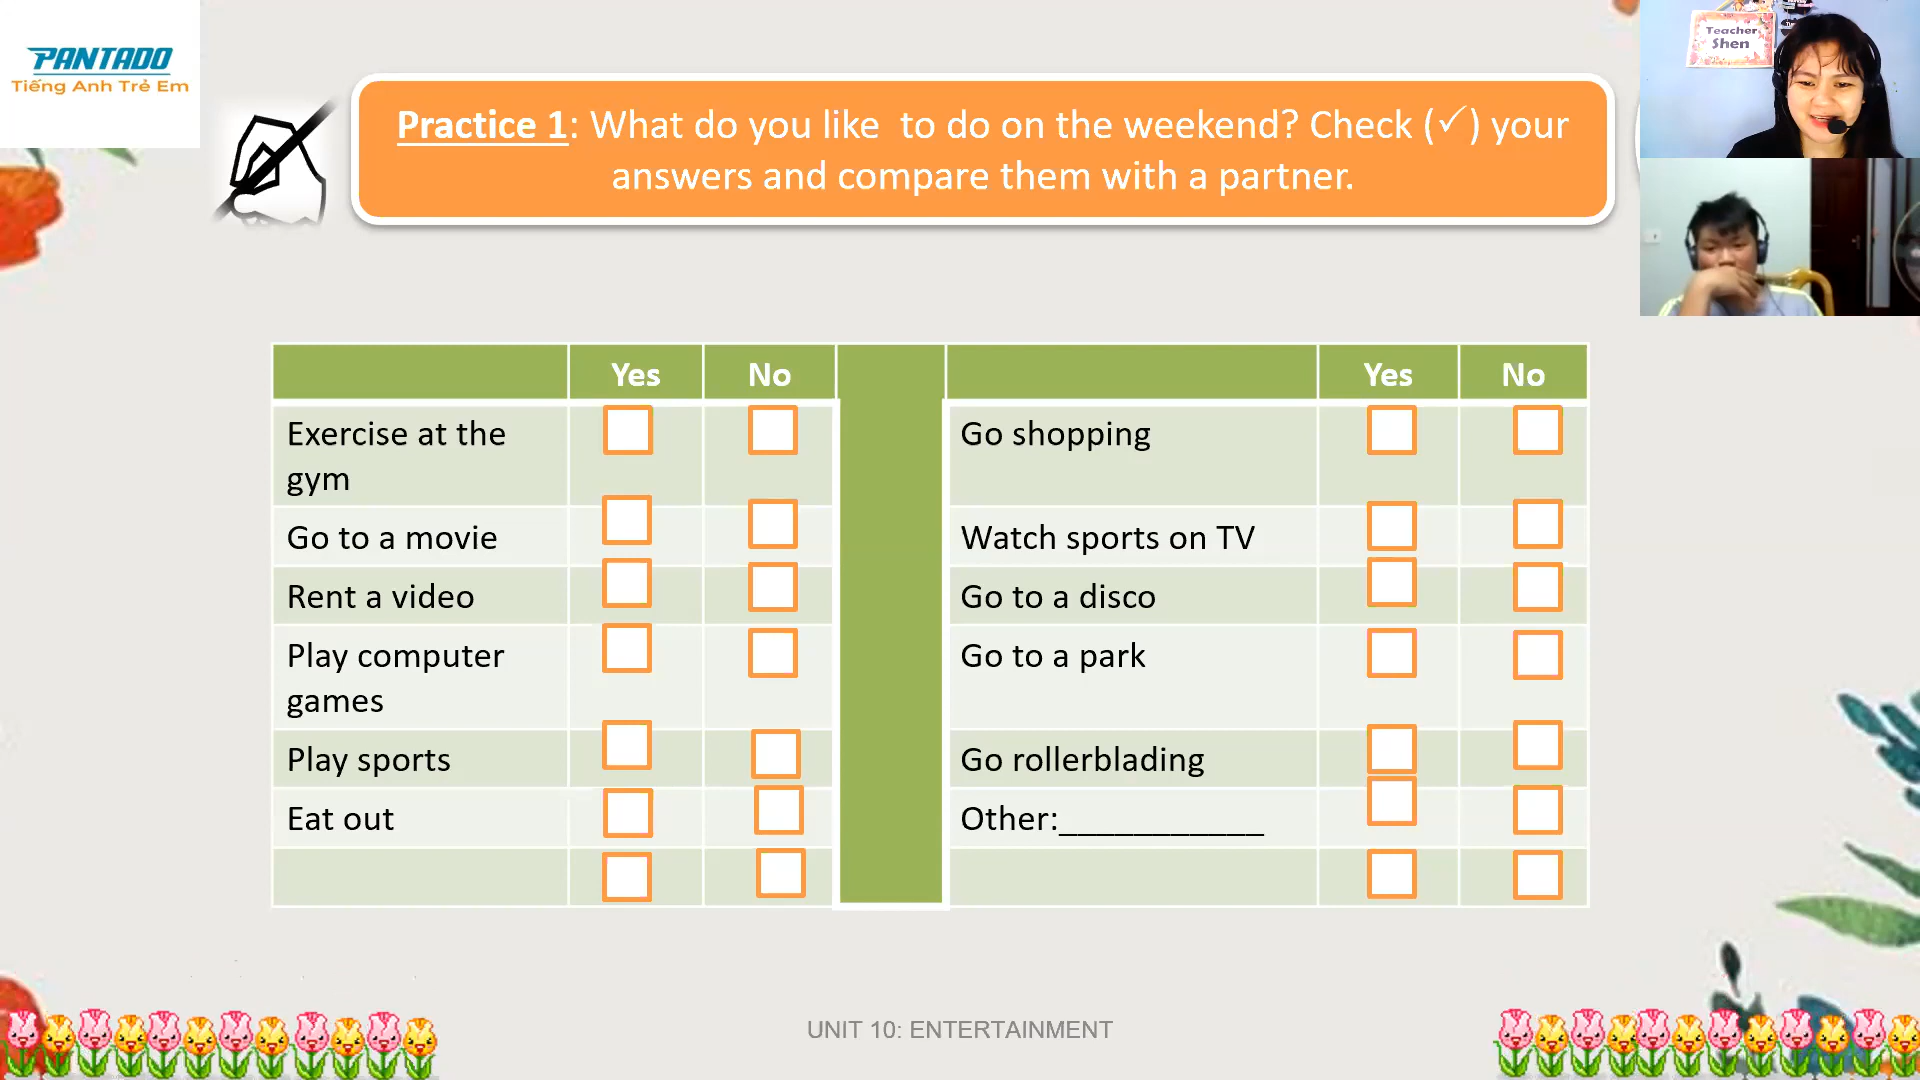 PANTADO
Tiếng Anh Trẻ Em
Practice 1: What do you like to do on the weekend? Check (✓) your
answers and compare them with a partner.
Teacher
Shen
Yes No Yes No
Exercise at the
gym
Go shopping
Go to a movie
Watch sports on TV
Rent a video
Go to a disco
Play computer
games
Go to a park
Play sports
Go rollerblading
Eat out
Other:___________
UNIT 10: ENTERTAINMENT